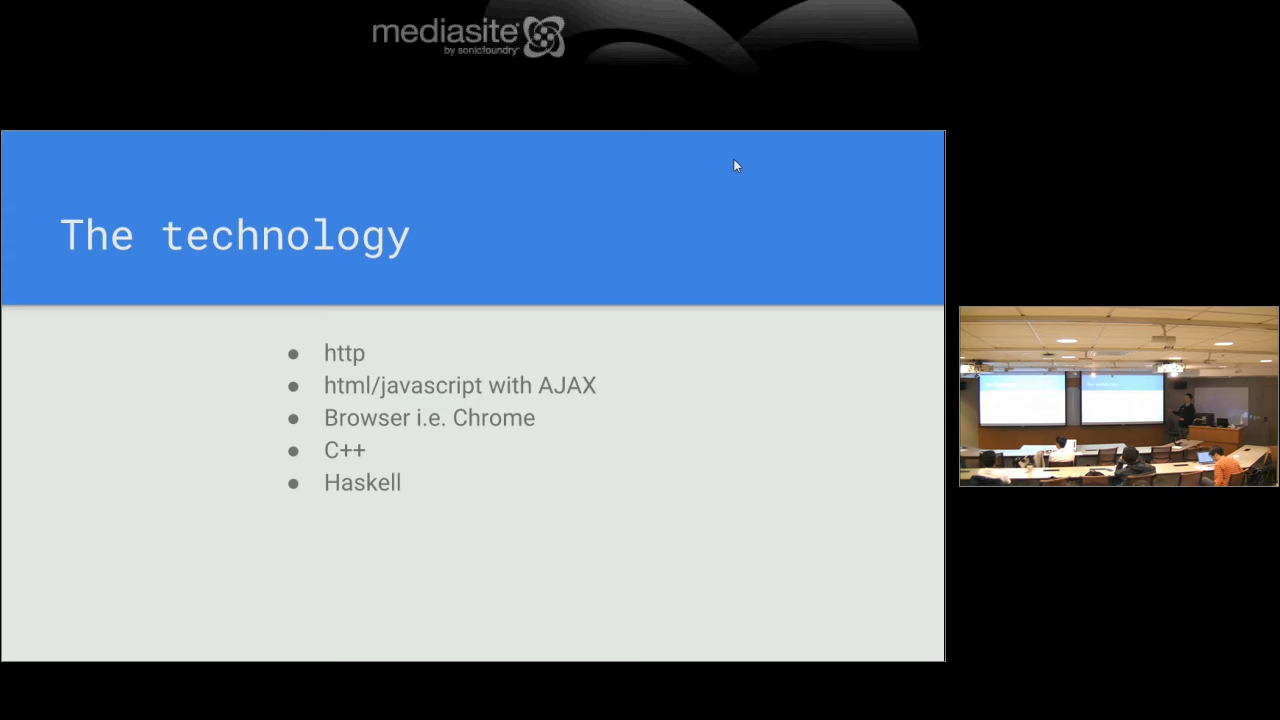 mediasite
by sonicfoundry
The technology
● http
● html/javascript with AJAX
● Browser i.e. Chrome
● C++
● Haskell